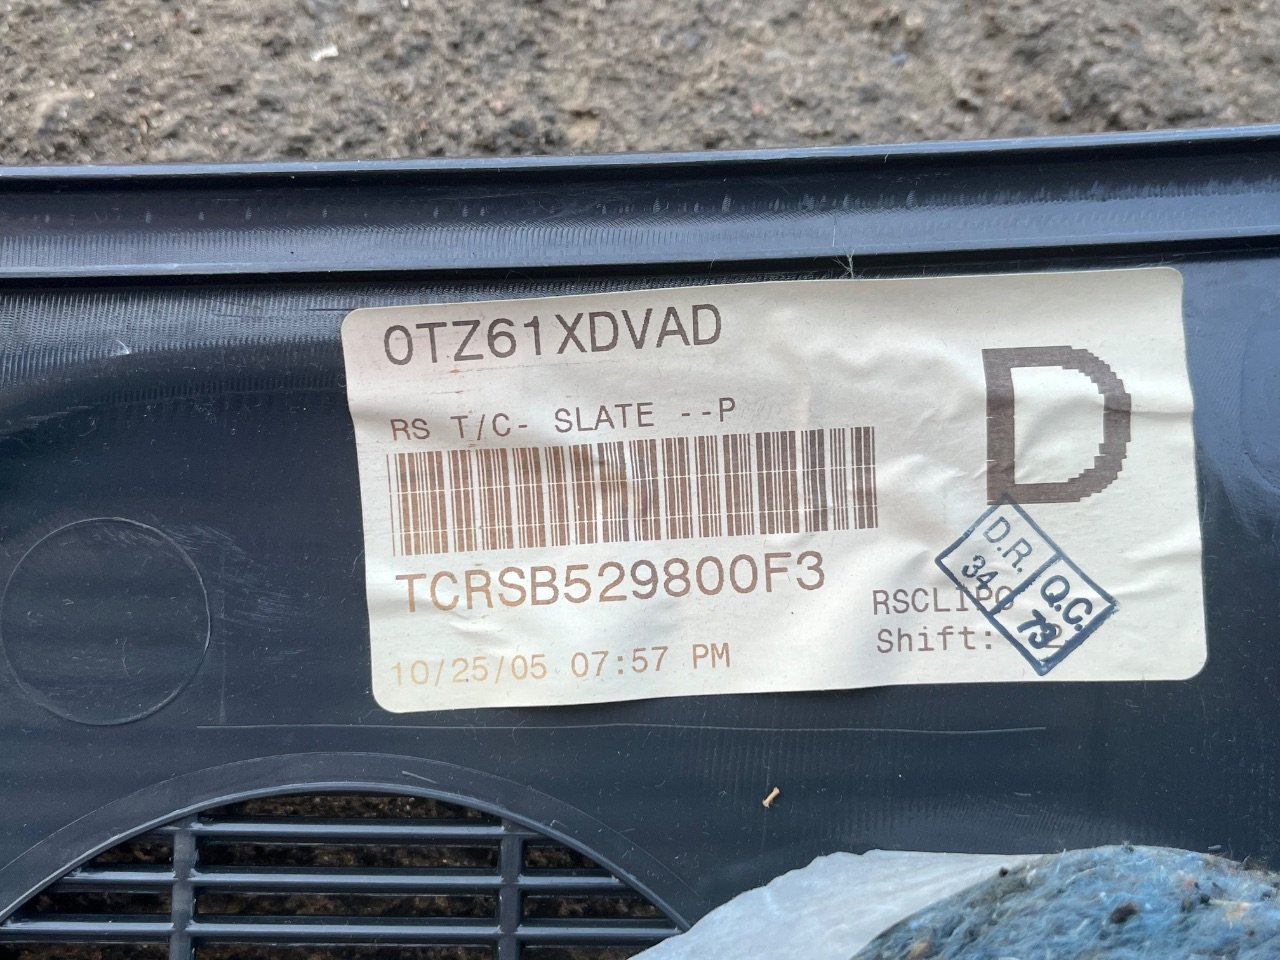 0TZ61XDVAD
D
RS T/C- SLATE --P
TCRSB529800F3
D.R.
34
Q.C.
73
Shift:
10/25/05 07:57 PM